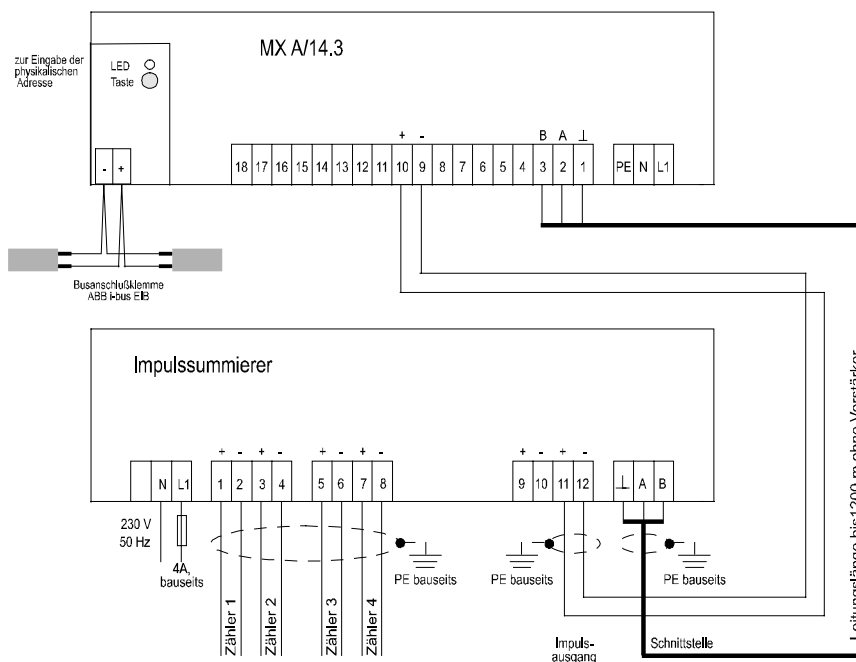 MX A/14.3
zur Eingabe der
physikalischen
Adresse
LED
Taste
+ -
B A ⊥
- +
18 17 16 15 14 13 12 11 10 9 8 7 6 5 4 3 2 1
PE N L1
Busanschlußklemme
ABB i-bus EIB
Impulssummierer
+ - + -
+ - + -
+ - + -
N L1
1 2 3 4
5 6 7 8
9 10 11 12
⊥ A B
230 V
50 Hz
4A,
bauseits
PE bauseits
PE bauseits
PE bauseits
Zähler 1
Zähler 2
Zähler 3
Zähler 4
Impuls-
ausgang
Schnittstelle
Leitungslänge bis 1200 m ohne Verstärker